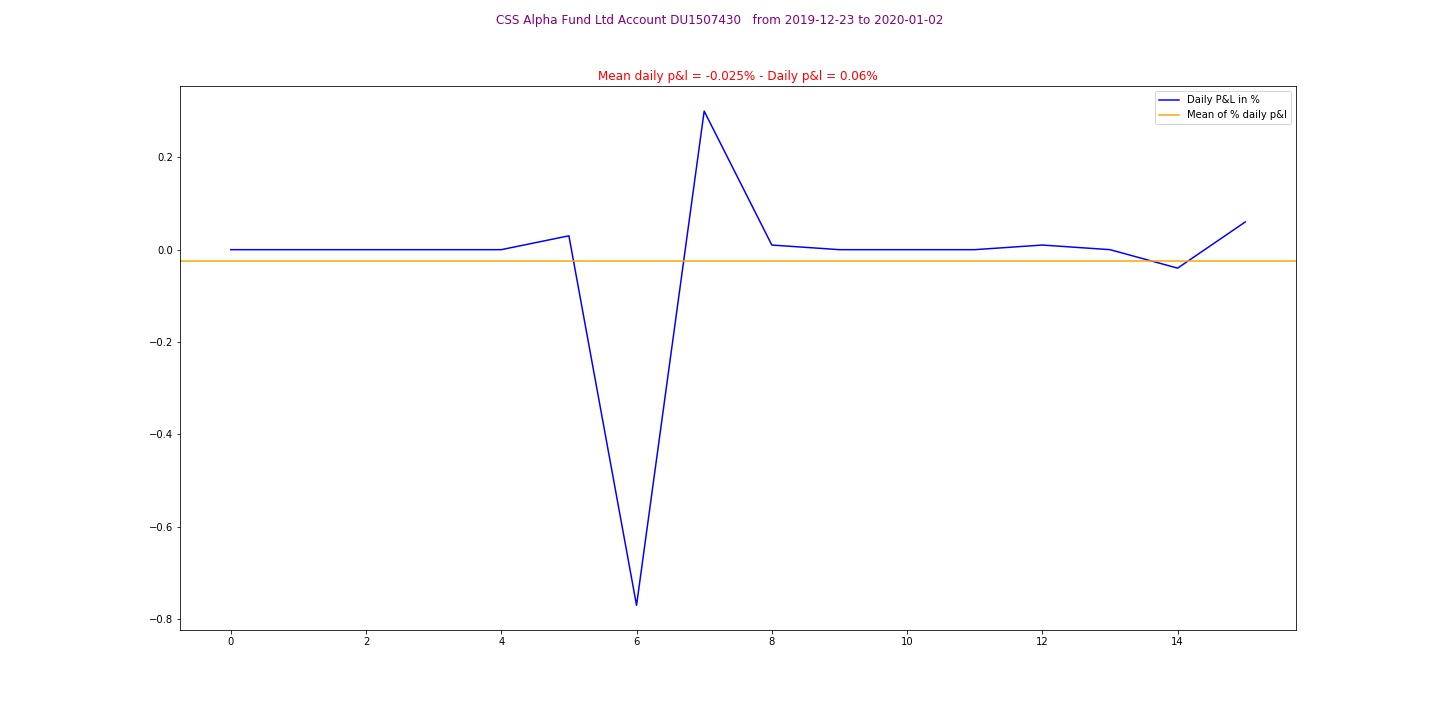 CSS Alpha Fund Ltd Account DU1507430   from 2019-12-23 to 2020-01-02
Mean daily p&l = -0.025% - Daily p&l = 0.06%
Daily P&L in %
Mean of % daily p&l
0.2
0.0
−0.2
−0.4
−0.6
−0.8
0 2 4 6 8 10 12 14